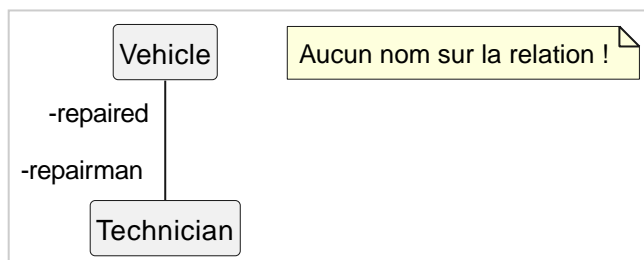 Vehicle
Aucun nom sur la relation !
-repaired
-repairman
Technician